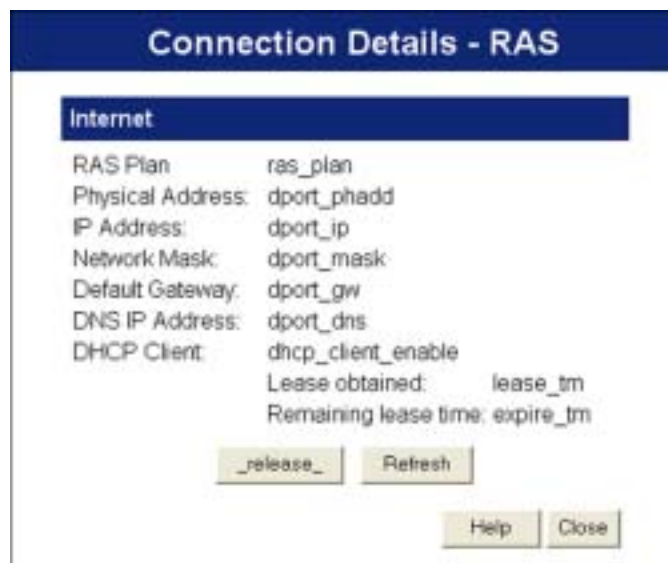 Connection Details - RAS
Internet
RAS Plan ras_plan
Physical Address: dport_phadd
IP Address: dport_ip
Network Mask: dport_mask
Default Gateway: dport_gw
DNS IP Address: dport_dns
DHCP Client: dhcp_client_enable
Lease obtained: lease_tm
Remaining lease time: expire_tm
_release_ Refresh
Help Close